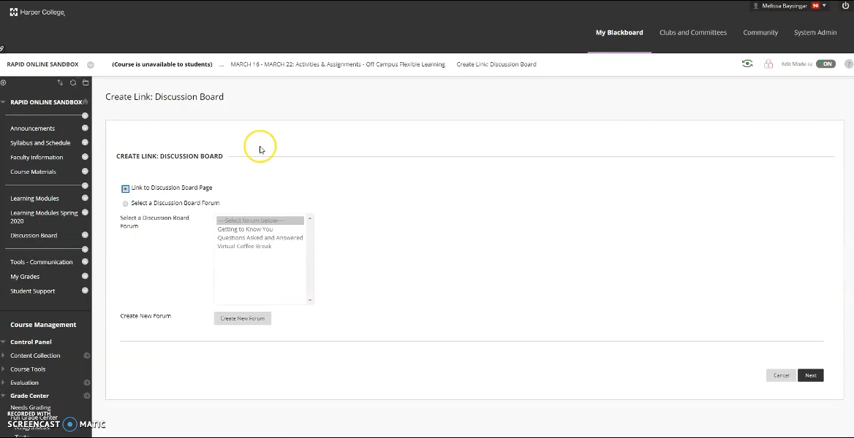 Harper College
Melissa Baysingar
My Blackboard
Clubs and Committees
Community
System Admin
RAPID ONLINE SANDBOX
(Course is unavailable to students)
...
MARCH 16 - MARCH 22: Activities & Assignments - Off Campus Flexible Learning
Create Link: Discussion Board
Edit Mode is:
ON
?
RAPID ONLINE SANDBOX
Announcements
Syllabus and Schedule
Faculty Information
Course Materials
Learning Modules
Learning Modules Spring
2020
Discussion Board
Tools - Communication
My Grades
Student Support
Course Management
Control Panel
Content Collection
Course Tools
Evaluation
Grade Center
Needs Grading
Full Grade Center
Assignments
Tests
RECORDED WITH
SCREENCAST MATIC
Create Link: Discussion Board
CREATE LINK: DISCUSSION BOARD
Link to Discussion Board Page
Select a Discussion Board Forum
Select a Discussion Board
Forum
---Select forum below---
Getting to Know You
Questions Asked and Answered
Virtual Coffee Break
Create New Forum
Create New Forum
Cancel
Next